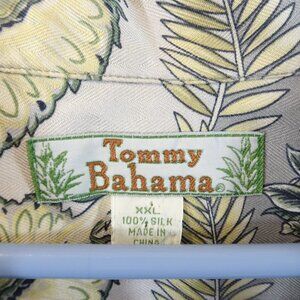 Tommy
Bahama®
XXL
100% SILK
MADE IN
CHINA